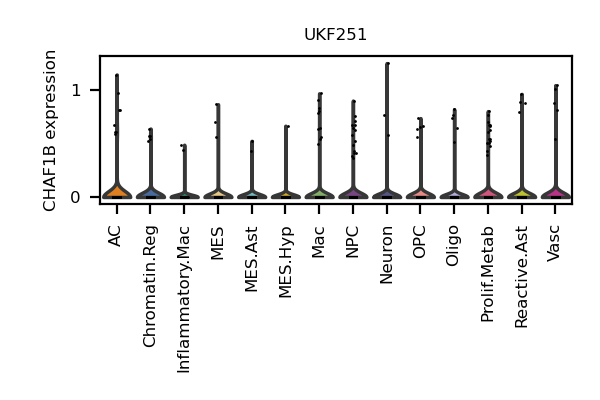 UKF251
CHAF1B expression
1
0
AC
Chromatin.Reg
Inflammatory.Mac
MES
MES.Ast
MES.Hyp
Mac
NPC
Neuron
OPC
Oligo
Prolif.Metab
Reactive.Ast
Vasc